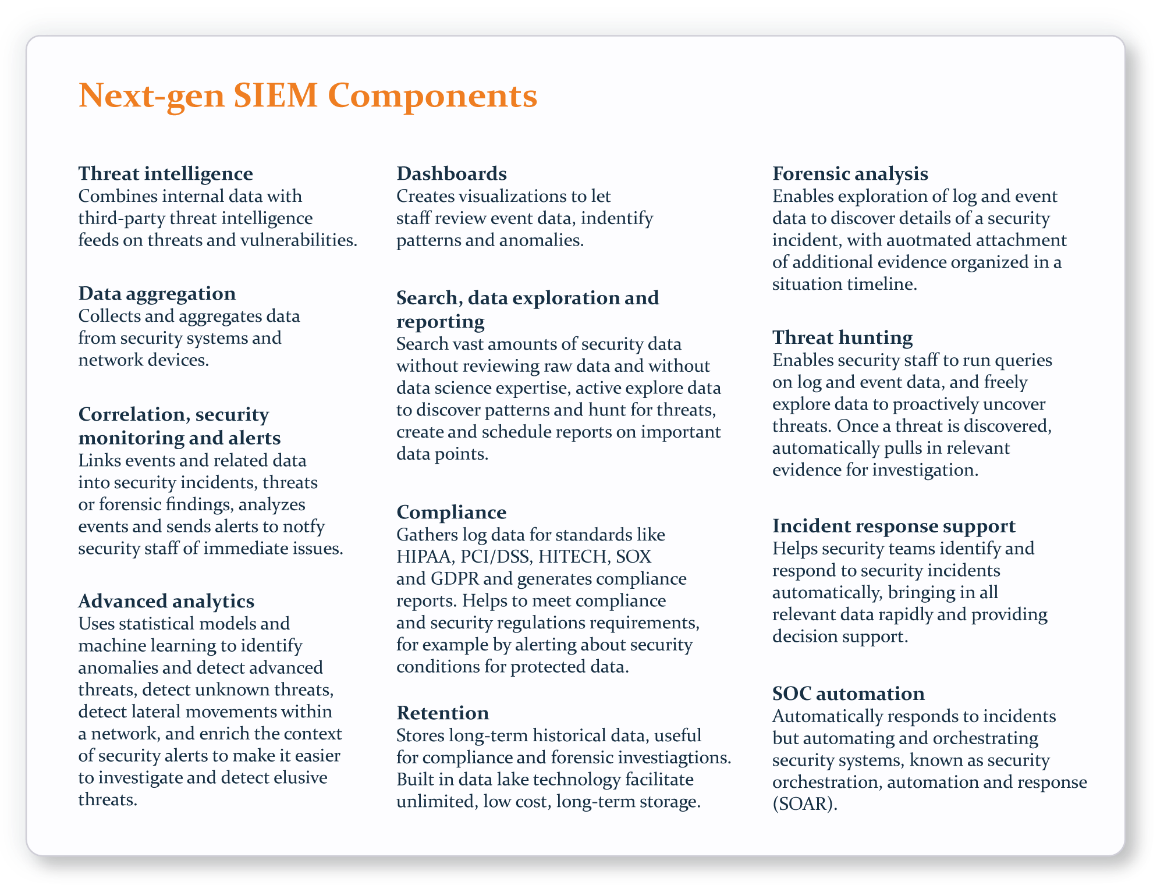 Next-gen SIEM Components
Threat intelligence
Combines internal data with
third-party threat intelligence
feeds on threats and vulnerabilities.
Data aggregation
Collects and aggregates data
from security systems and
network devices.
Correlation, security
monitoring and alerts
Links events and related data
into security incidents, threats
or forensic findings, analyzes
events and sends alerts to notfy
security staff of immediate issues.
Advanced analytics
Uses statistical models and
machine learning to identify
anomalies and detect advanced
threats, detect unknown threats,
detect lateral movements within
a network, and enrich the context
of security alerts to make it easier
to investigate and detect elusive
threats.
Dashboards
Creates visualizations to let
staff review event data, indentify
patterns and anomalies.
Search, data exploration and
reporting
Search vast amounts of security data
without reviewing raw data and without
data science expertise, active explore data
to discover patterns and hunt for threats,
create and schedule reports on important
data points.
Compliance
Gathers log data for standards like
HIPAA, PCI/DSS, HITECH, SOX
and GDPR and generates compliance
reports. Helps to meet compliance
and security regulations requirements,
for example by alerting about security
conditions for protected data.
Retention
Stores long-term historical data, useful
for compliance and forensic investiagtions.
Built in data lake technology facilitate
unlimited, low cost, long-term storage.
Forensic analysis
Enables exploration of log and event
data to discover details of a security
incident, with auotmated attachment
of additional evidence organized in a
situation timeline.
Threat hunting
Enables security staff to run queries
on log and event data, and freely
explore data to proactively uncover
threats. Once a threat is discovered,
automatically pulls in relevant
evidence for investigation.
Incident response support
Helps security teams identify and
respond to security incidents
automatically, bringing in all
relevant data rapidly and providing
decision support.
SOC automation
Automatically responds to incidents
but automating and orchestrating
security systems, known as security
orchestration, automation and response
(SOAR).